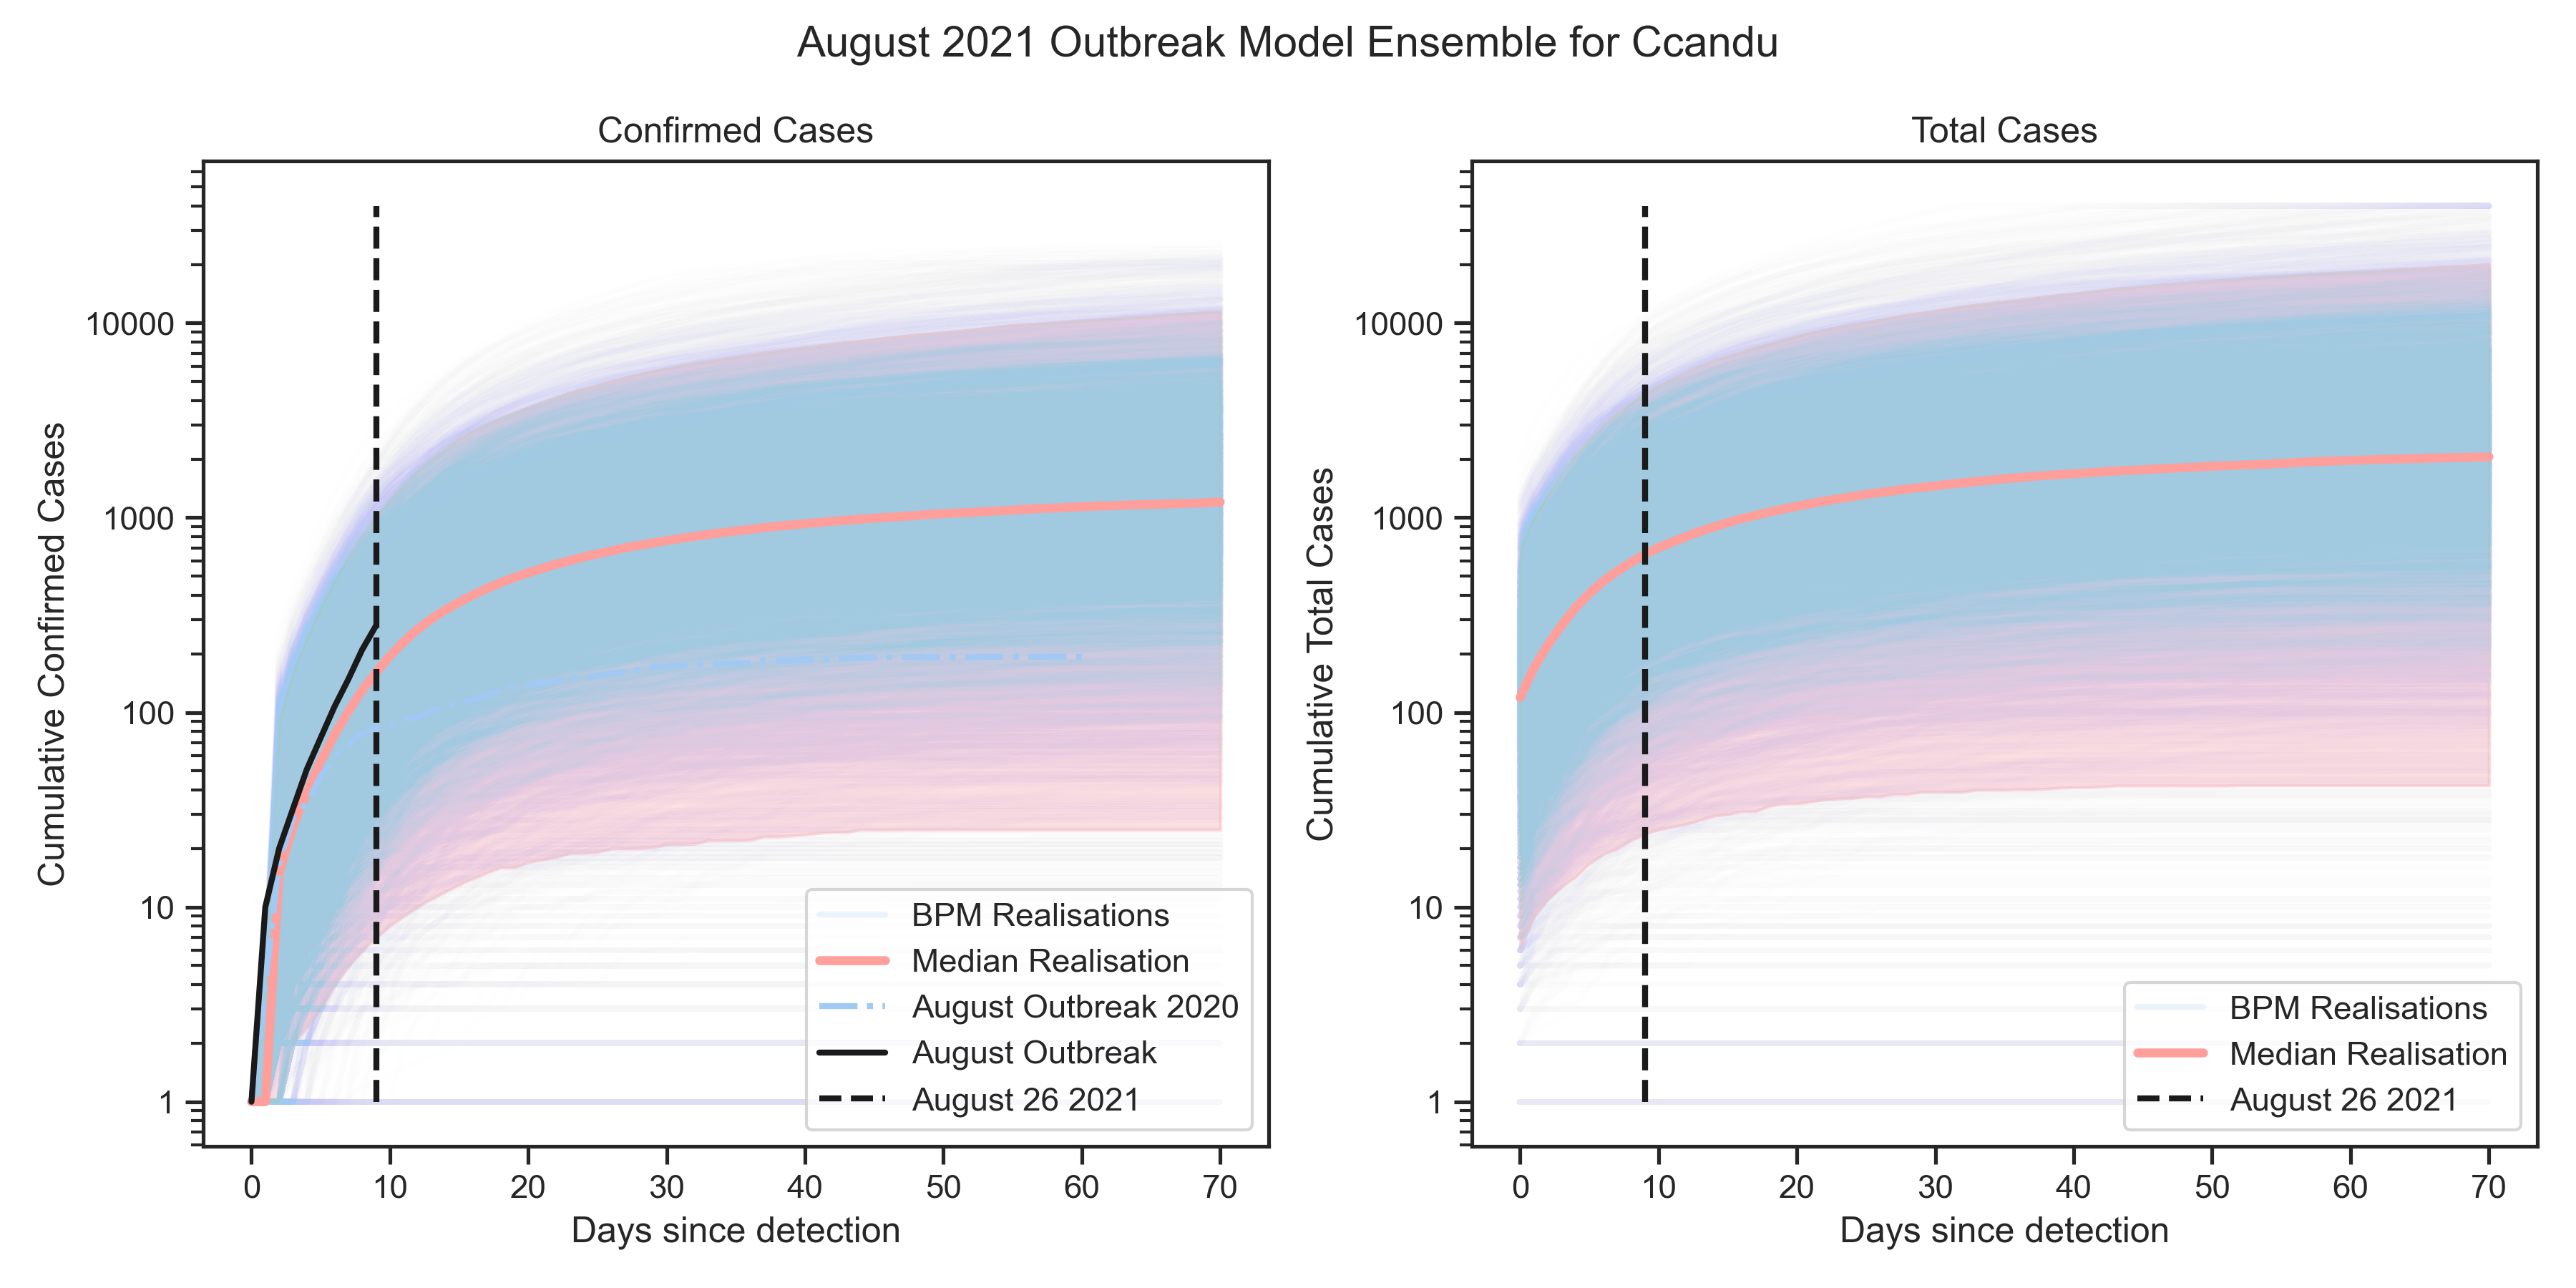 August 2021 Outbreak Model Ensemble for Ccandu
Confirmed Cases
Cumulative Confirmed Cases
10000
1000
100
10
1
0 10 20 30 40 50 60 70
Days since detection
BPM Realisations
Median Realisation
August Outbreak 2020
August Outbreak
August 26 2021
Total Cases
Cumulative Total Cases
10000
1000
100
10
1
0 10 20 30 40 50 60 70
Days since detection
BPM Realisations
Median Realisation
August 26 2021